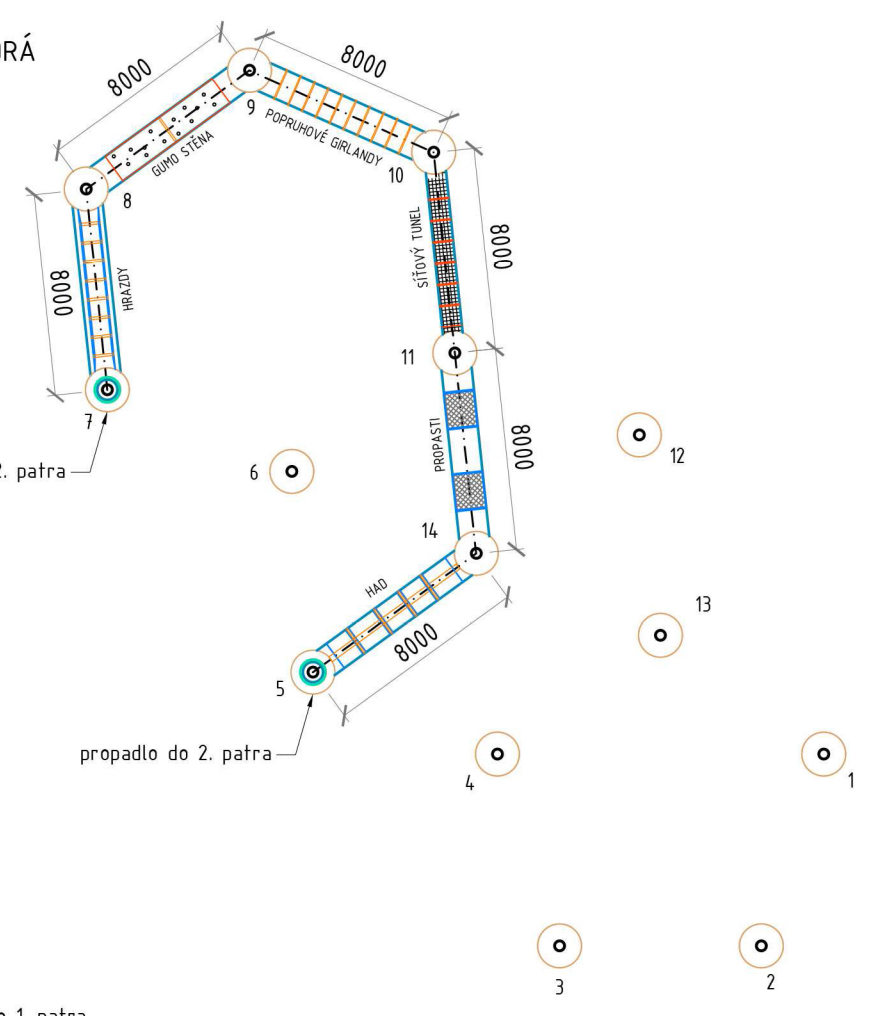 RÁ
8000
8000
9
POPRUHOVÉ GIRLANDY
GUMO STĚNA
10
8
8000
HRAZDY
SÍŤOVÝ TUNEL
8000
11
7
2. patra
6
PROPASTI
8000
12
14
HAD
13
8000
5
propadlo do 2. patra
4
1
3
2
1. patra